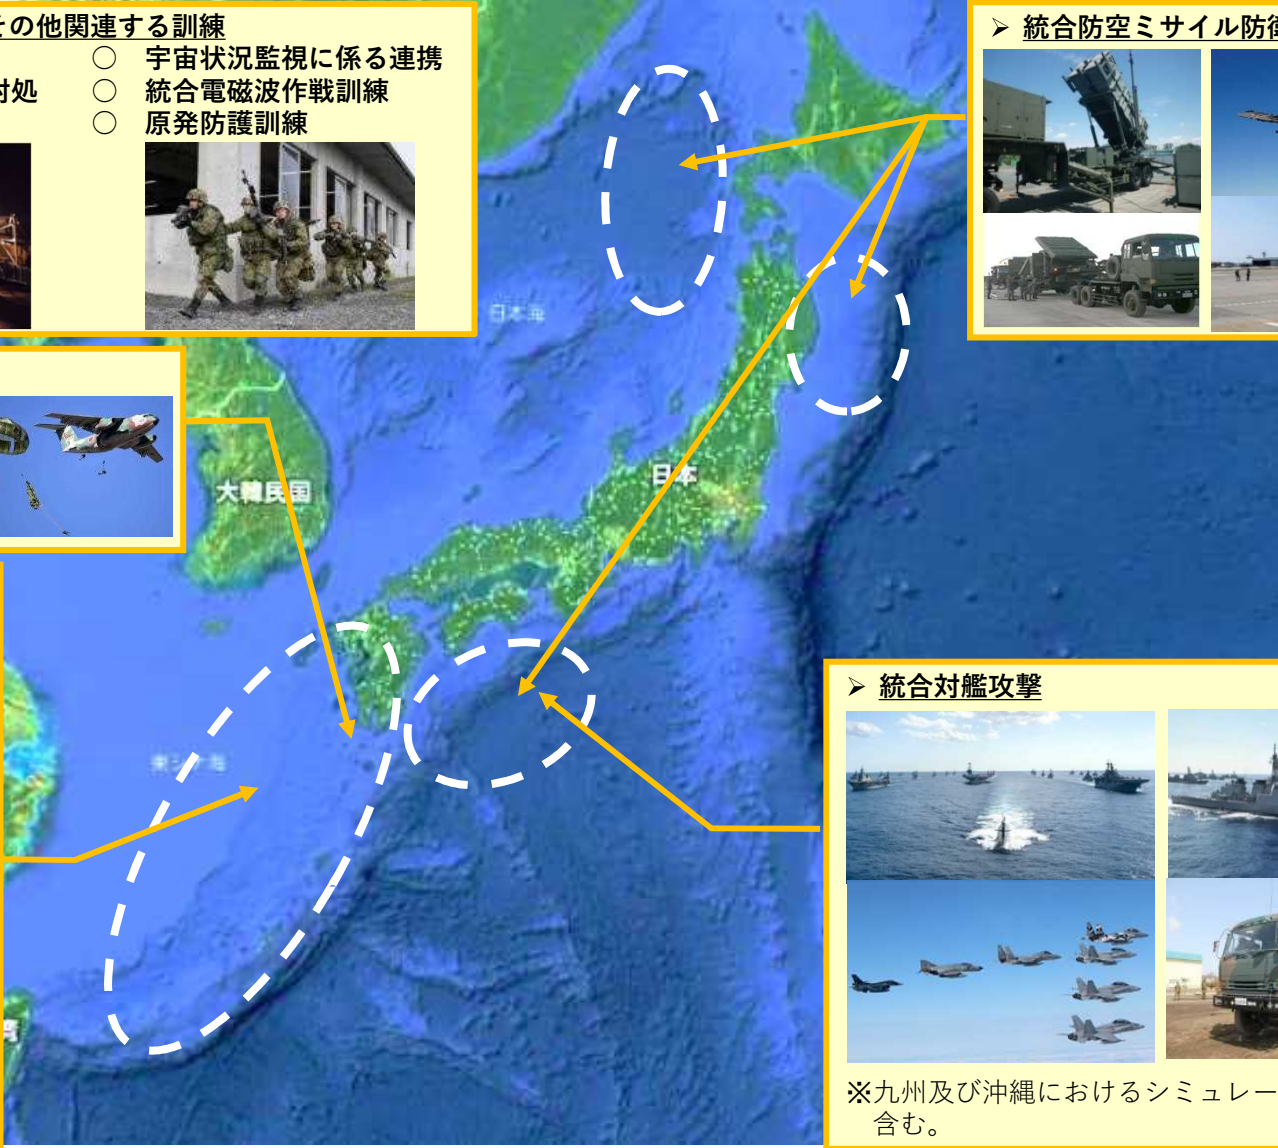 その他関連する訓練
○ 宇宙状況監視に係る連携
対処
○ 統合電磁波作戦訓練
○ 原発防護訓練
➢ 統合防空ミサイル防衛
日本海
大韓民国
日本
東シナ海
➢ 統合対艦攻撃
※九州及び沖縄におけるシミュレー
含む。